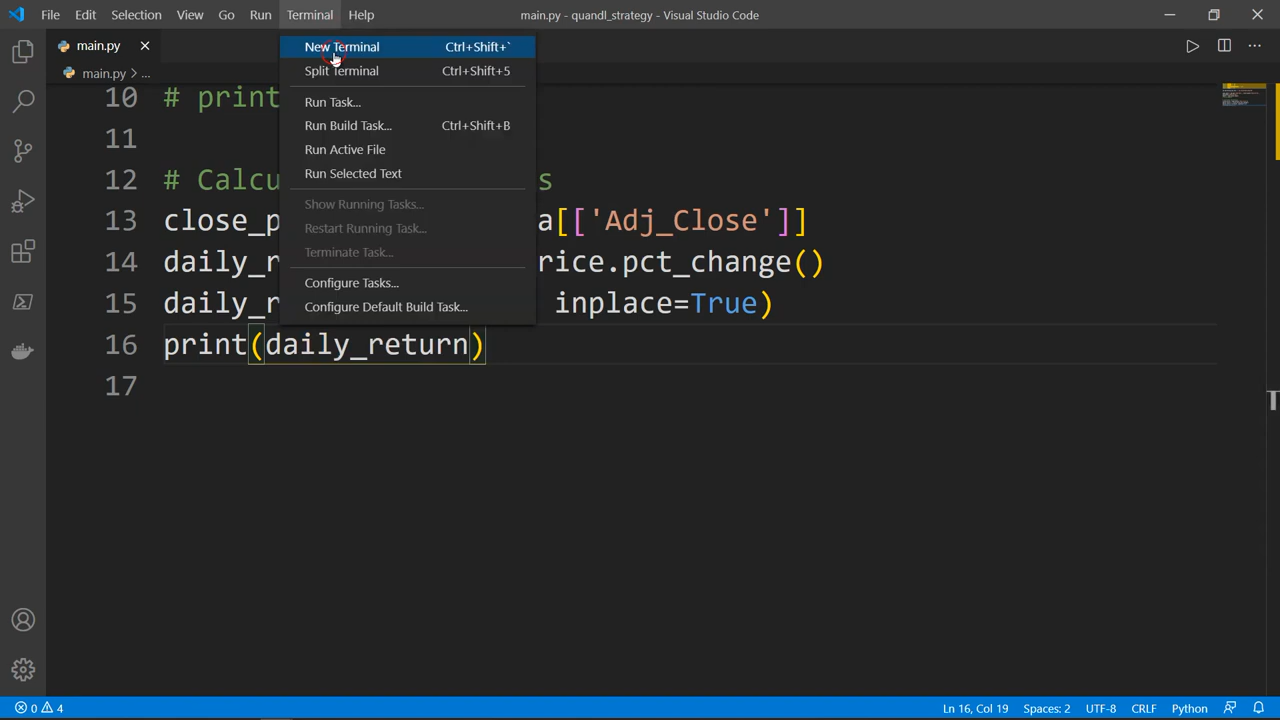 File Edit Selection View Go Run Terminal Help main.py - quandl_strategy - Visual Studio Code
main.py
main.py > ...
New Terminal Ctrl+Shift+`
Split Terminal Ctrl+Shift+5
Run Task...
Run Build Task... Ctrl+Shift+B
Run Active File
Run Selected Text
Show Running Tasks...
Restart Running Task...
Terminate Task...
Configure Tasks...
Configure Default Build Task...
10 # print
11
12 # Calcu s
13 close_p a[['Adj_Close']]
14 daily_r rice.pct_change()
15 daily_r inplace=True)
16 print(daily_return)
17
0 4 Ln 16, Col 19 Spaces: 2 UTF-8 CRLF Python